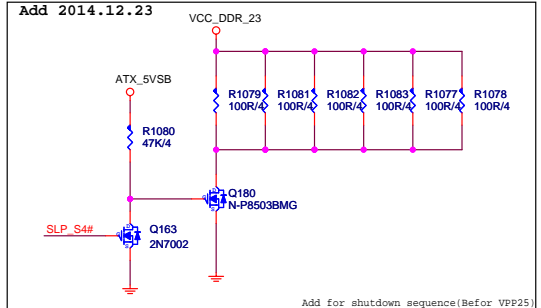 Add 2014.12.23
VCC_DDR_23
ATX_5VSB
R1079
100R/4
R1081
100R/4
R1082
100R/4
R1083
100R/4
R1077
100R/4
R1078
100R/4
R1080
47K/4
Q180
N-P8503BMG
SLP_S4#
Q163
2N7002
Add for shutdown sequence(Befor VPP25)